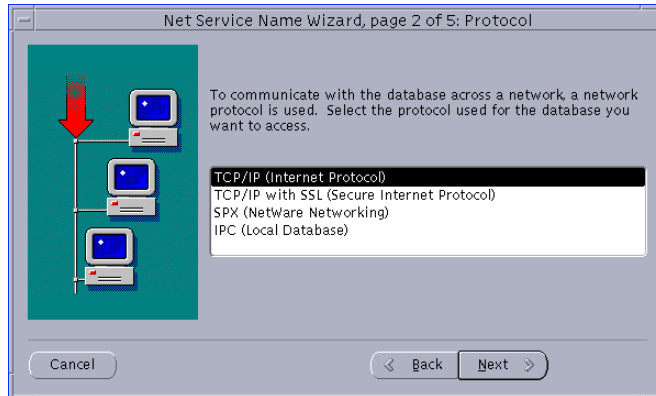 Net Service Name Wizard, page 2 of 5: Protocol
To communicate with the database across a network, a network
protocol is used. Select the protocol used for the database you
want to access.
TCP/IP (Internet Protocol)
TCP/IP with SSL (Secure Internet Protocol)
SPX (NetWare Networking)
IPC (Local Database)
Cancel
Back
Next